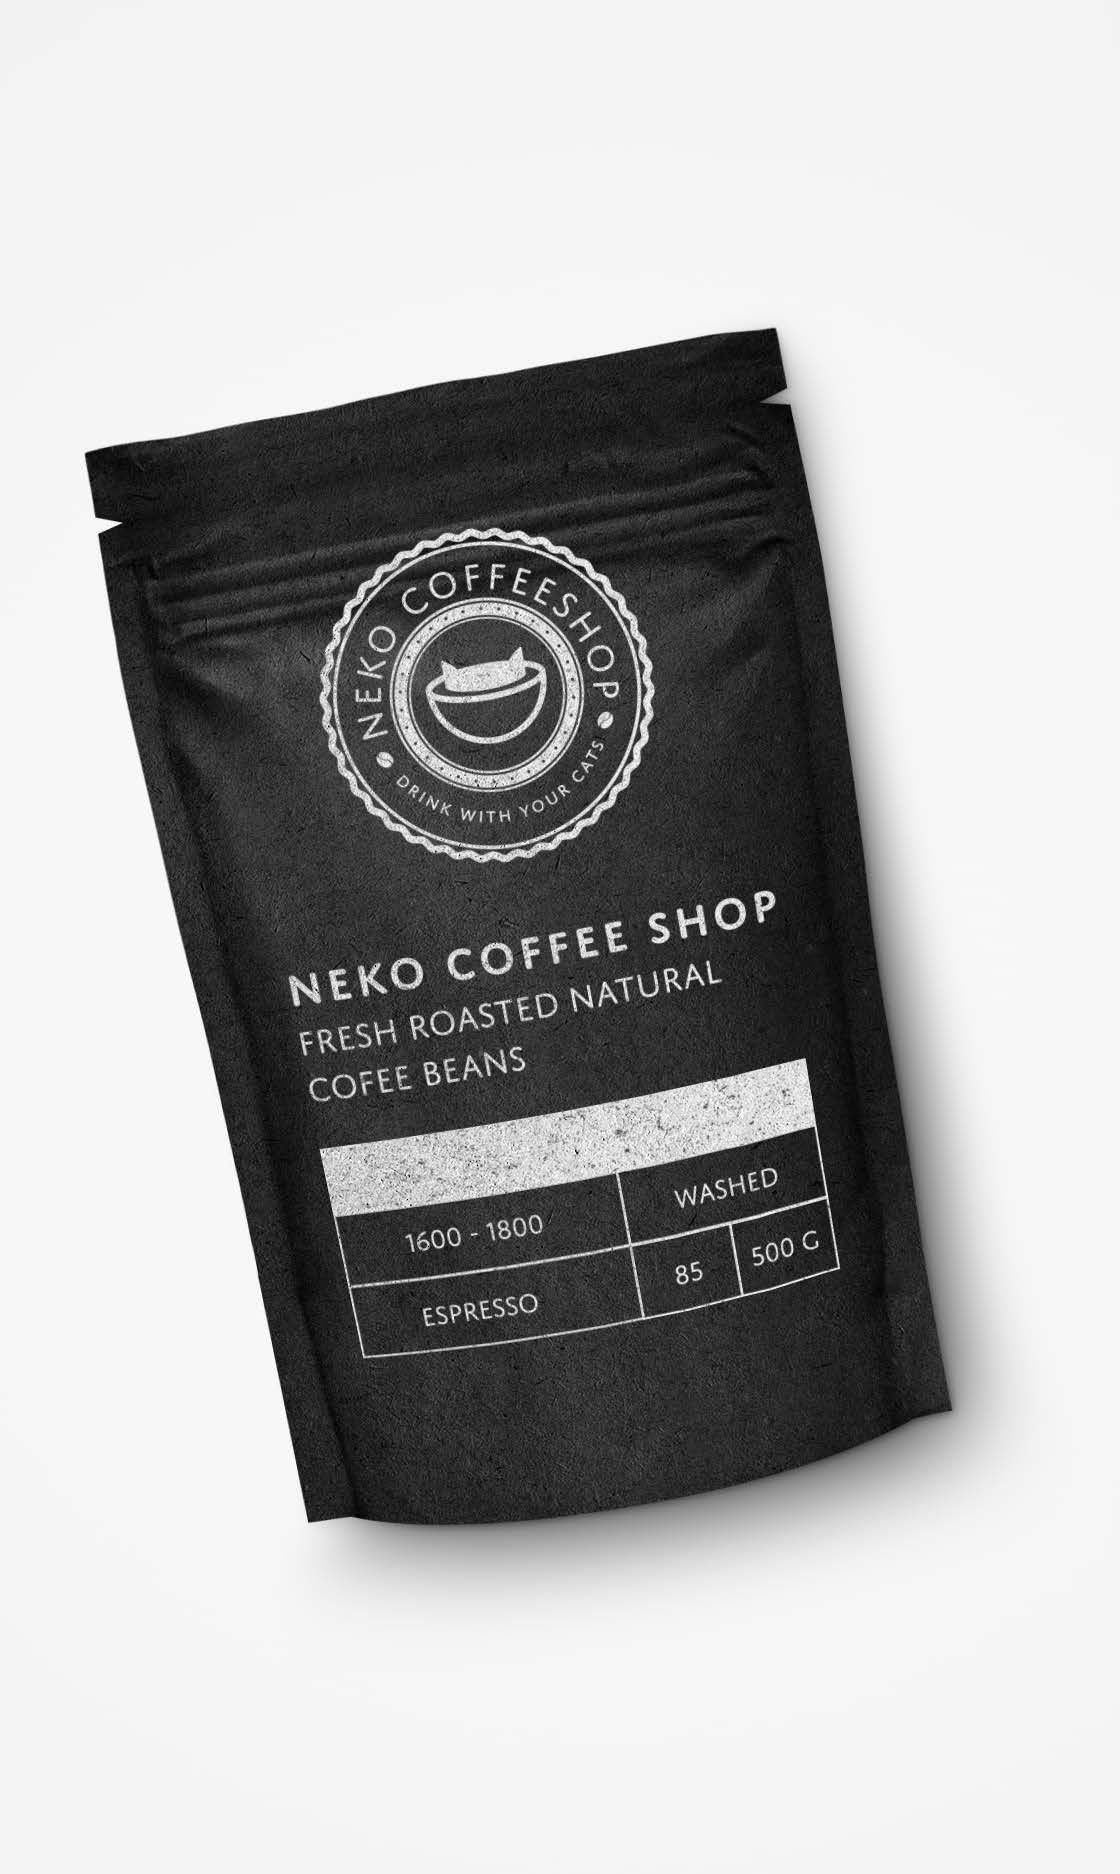 NEKO COFFEESHOP
DRINK WITH YOUR CATS!
NEKO COFFEE SHOP
FRESH ROASTED NATURAL
COFEE BEANS
1600 - 1800
WASHED
ESPRESSO
85
500 G